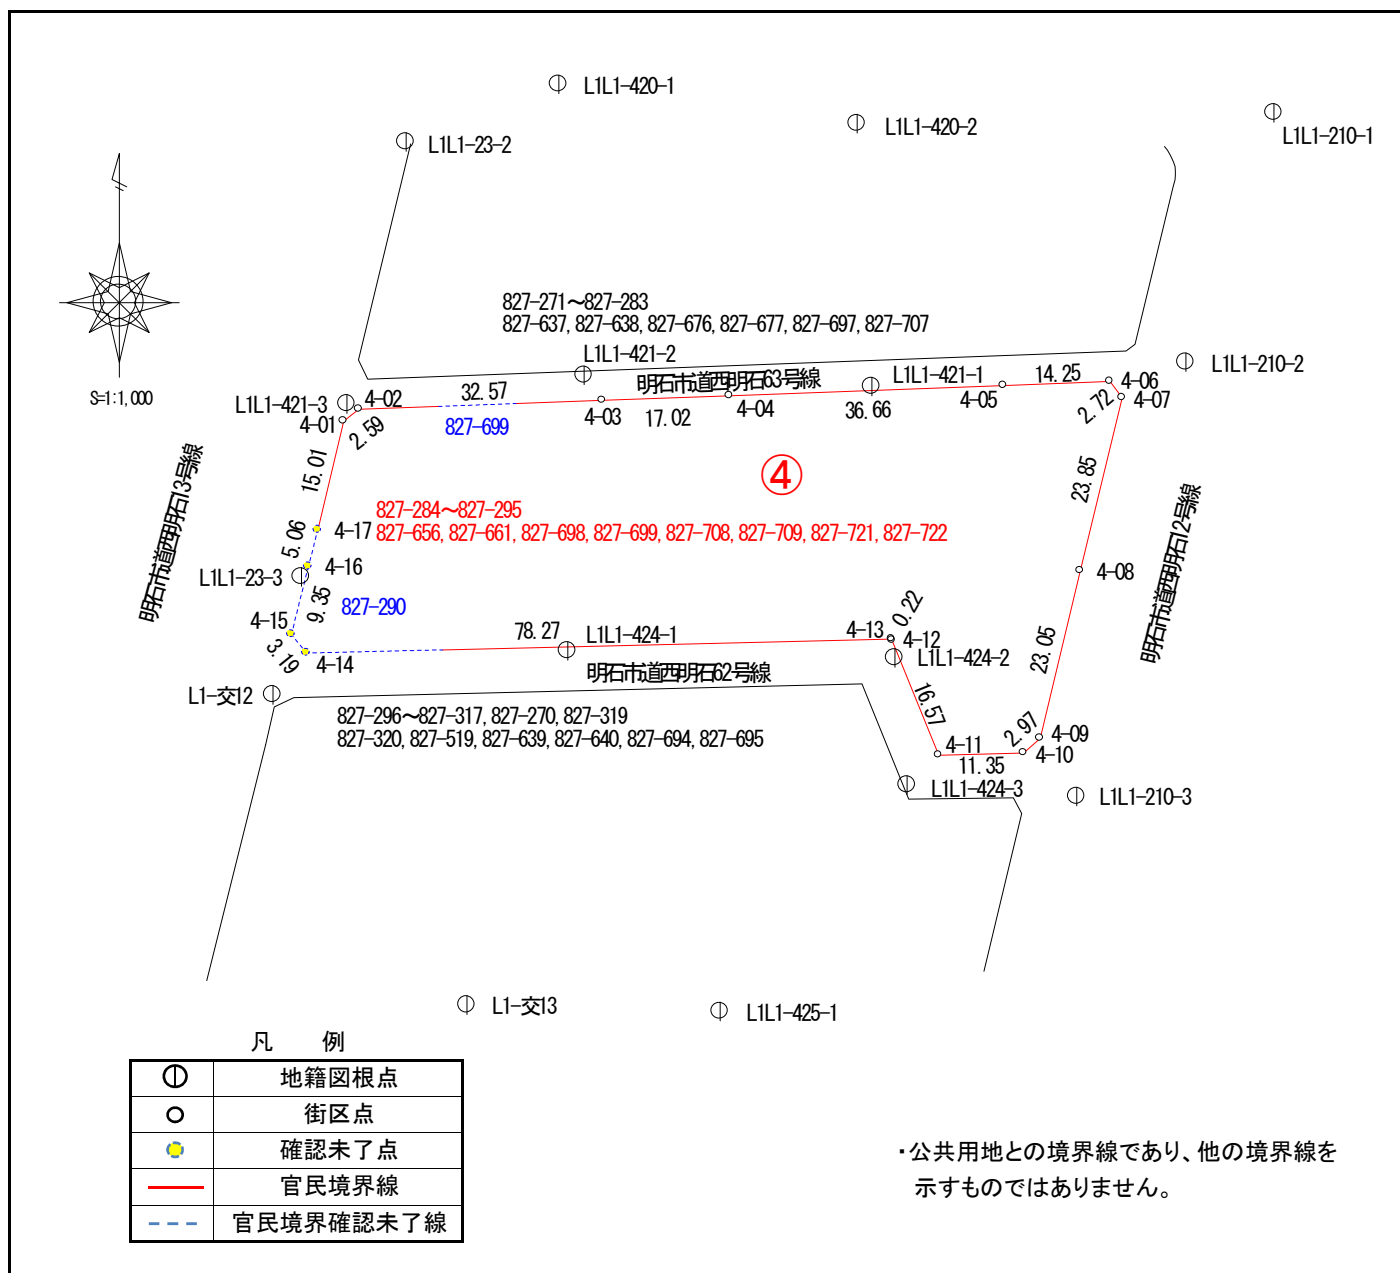 L1L1-420-1
L1L1-420-2
L1L1-210-1
L1L1-23-2
S=1:1,000
827-271～827-283
827-637, 827-638, 827-676, 827-677, 827-697, 827-707
L1L1-421-2
明石市道西明石63号線
L1L1-421-1
14.25
4-06
L1L1-210-2
L1L1-421-3
4-02
32.57
4-05
4-07
4-01
2.59
827-699
4-03
17.02
4-04
36.66
2.72
明石市道西明石13号線
15.01
④
23.85
明石市道西明石12号線
827-284～827-295
827-656, 827-661, 827-698, 827-699, 827-708, 827-709, 827-721, 827-722
4-17
5.06
4-16
L1L1-23-3
9.35
827-290
4-08
4-15
3.19
4-14
78.27
L1L1-424-1
4-13
0.22
4-12
L1L1-424-2
23.05
明石市道西明石62号線
L1-交12
16.57
827-296～827-317, 827-270, 827-319
827-320, 827-519, 827-639, 827-640, 827-694, 827-695
4-11
11.35
2.97
4-09
4-10
L1L1-424-3
L1L1-210-3
L1-交13
L1L1-425-1
凡 例
地籍図根点
街区点
確認未了点
官民境界線
官民境界確認未了線
・公共用地との境界線であり、他の境界線を
示すものではありません。